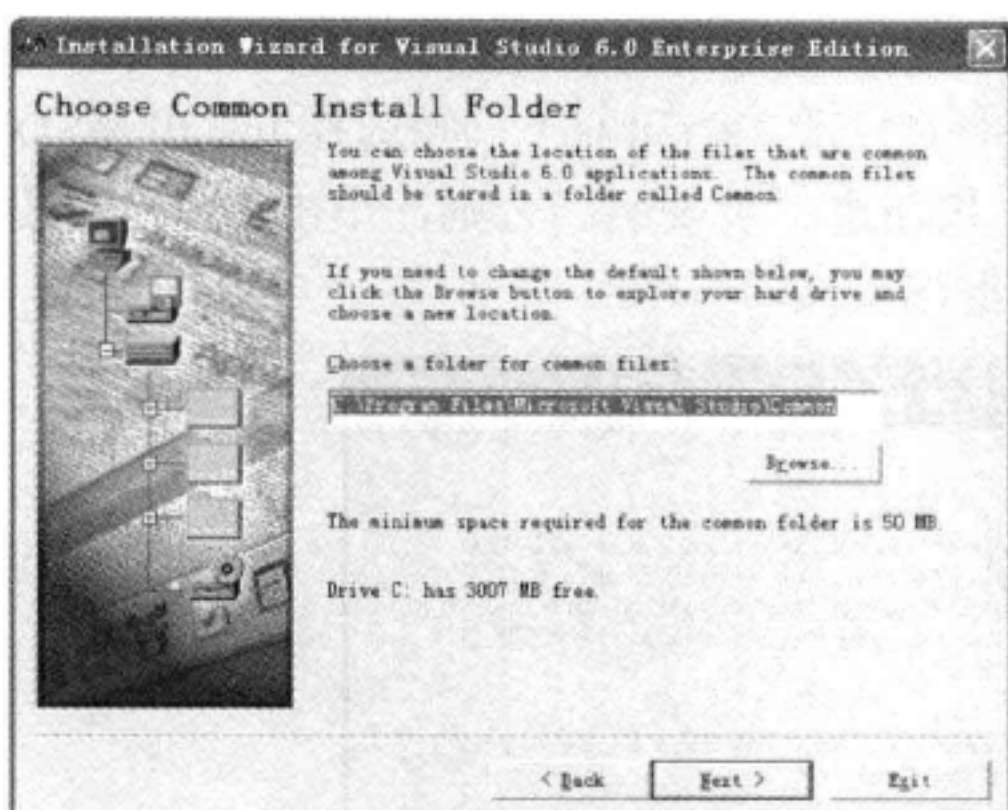 Installation Wizard for Visual Studio 6.0 Enterprise Edition
Choose Common Install Folder
You can choose the location of the files that are common
among Visual Studio 6.0 applications. The common files
should be stored in a folder called Common.
If you need to change the default shown below, you may
click the Browse button to explore your hard drive and
choose a new location.
Choose a folder for common files:
C:\Program Files\Microsoft Visual Studio\Common
Browse...
The minimum space required for the common folder is 50 MB.
Drive C: has 3007 MB free.
< Back
Next >
Exit